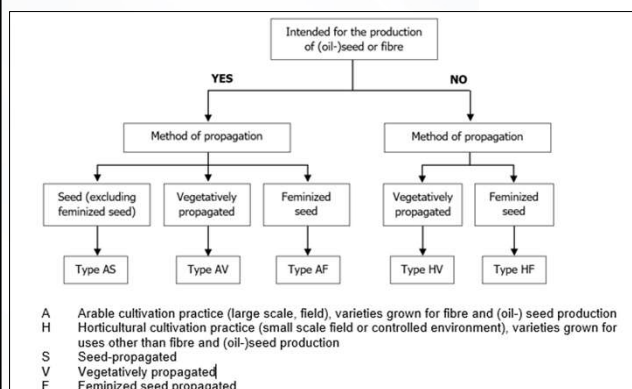 Intended for the production
of (oil-)seed or fibre
YES
NO
Method of propagation
Method of propagation
Seed (excluding
feminized seed)
Vegetatively
propagated
Feminized
seed
Vegetatively
propagated
Feminized
seed
Type AS
Type AV
Type AF
Type HV
Type HF
A Arable cultivation practice (large scale, field), varieties grown for fibre and (oil-) seed production
H Horticultural cultivation practice (small scale field or controlled environment), varieties grown for
uses other than fibre and (oil-)seed production
S Seed-propagated
V Vegetatively propagated
F Feminized seed propagated